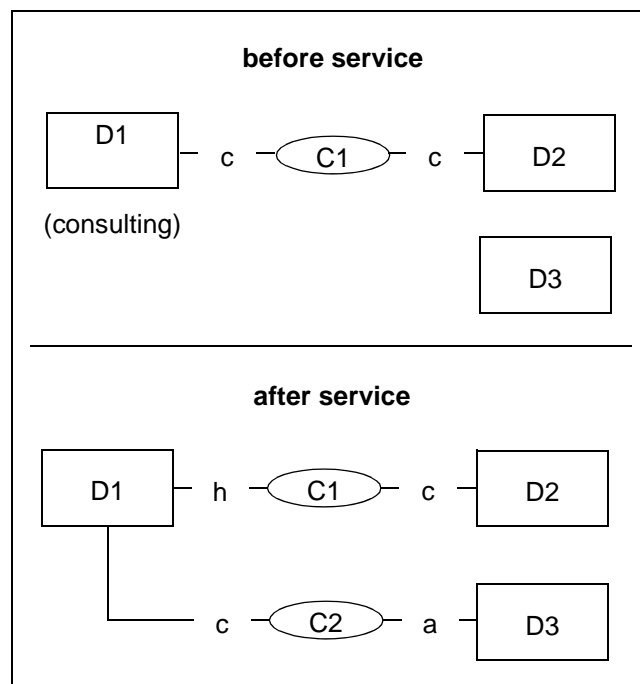 before service
D1 c C1 c D2
(consulting)
D3
after service
D1 h C1 c D2
c C2 a D3